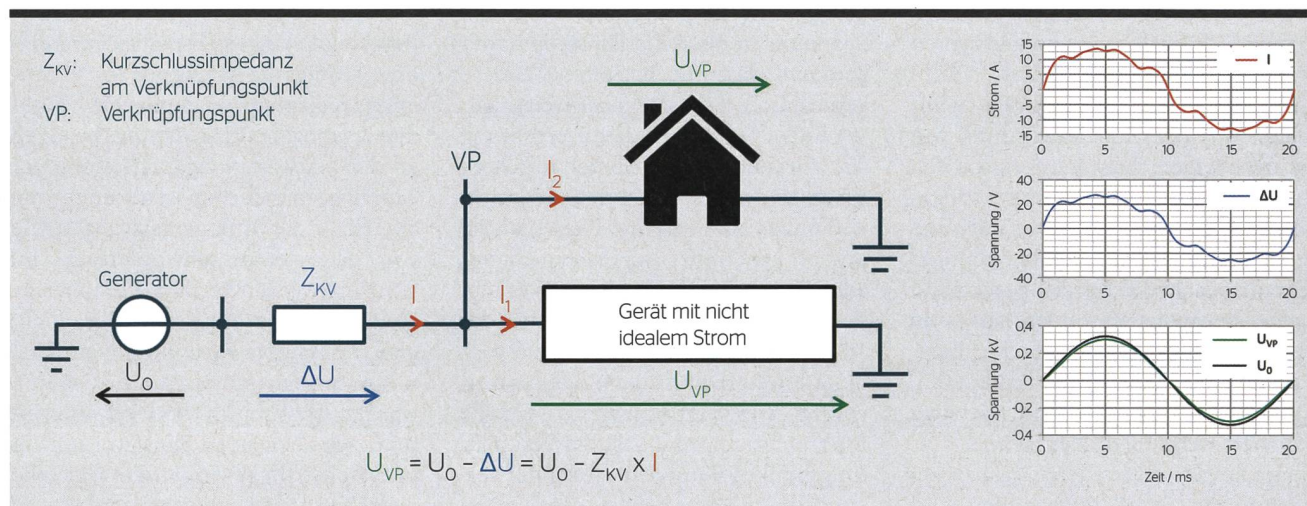 Z_KV: Kurzschlussimpedanz
am Verknüpfungspunkt
VP: Verknüpfungspunkt
U_VP
VP
I_2
Generator
Z_KV
I
I_1
Gerät mit nicht
idealem Strom
U_0
ΔU
U_VP
U_VP = U_0 - ΔU = U_0 - Z_KV x I
Strom / A
15
10
5
0
-5
-10
-15
I
0 5 10 15 20
Spannung / V
40
20
0
-20
-40
ΔU
0 5 10 15 20
Spannung / kV
0,4
0,2
0
-0,2
-0,4
U_VP
U_0
0 5 10 15 20
Zeit / ms